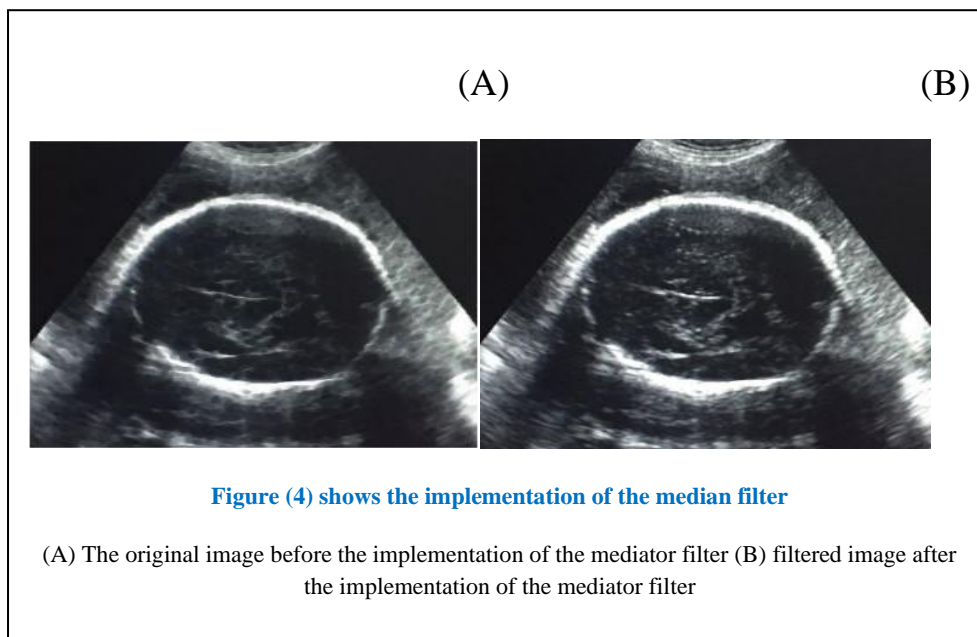 (A) (B)
Figure (4) shows the implementation of the median filter
(A) The original image before the implementation of the mediator filter (B) filtered image after
the implementation of the mediator filter